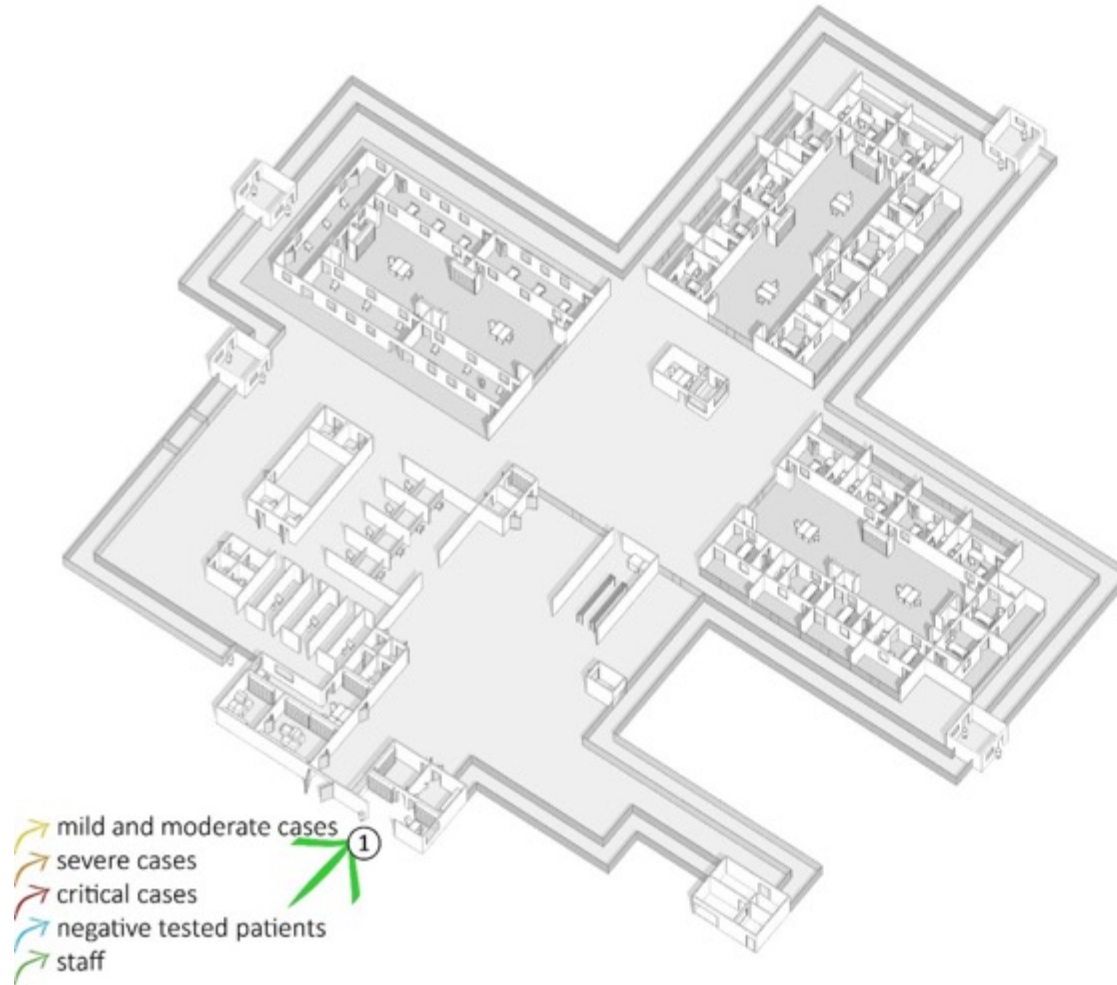 mild and moderate cases
1
severe cases
critical cases
negative tested patients
staff